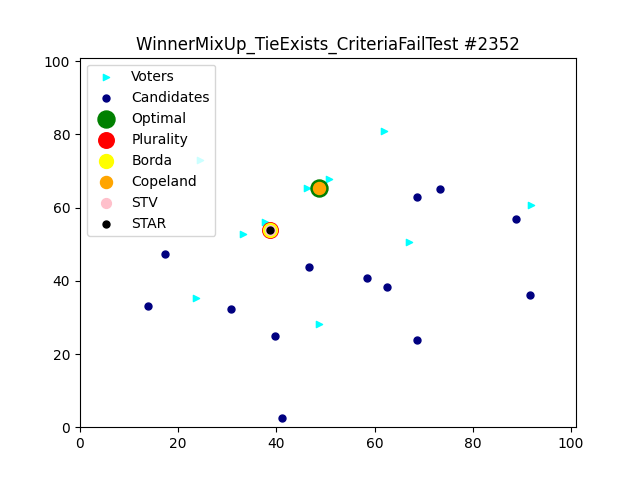 WinnerMixUp_TieExists_CriteriaFailTest #2352
100
80
60
40
20
0
Voters
Candidates
Optimal
Plurality
Borda
Copeland
STV
STAR
0 20 40 60 80 100